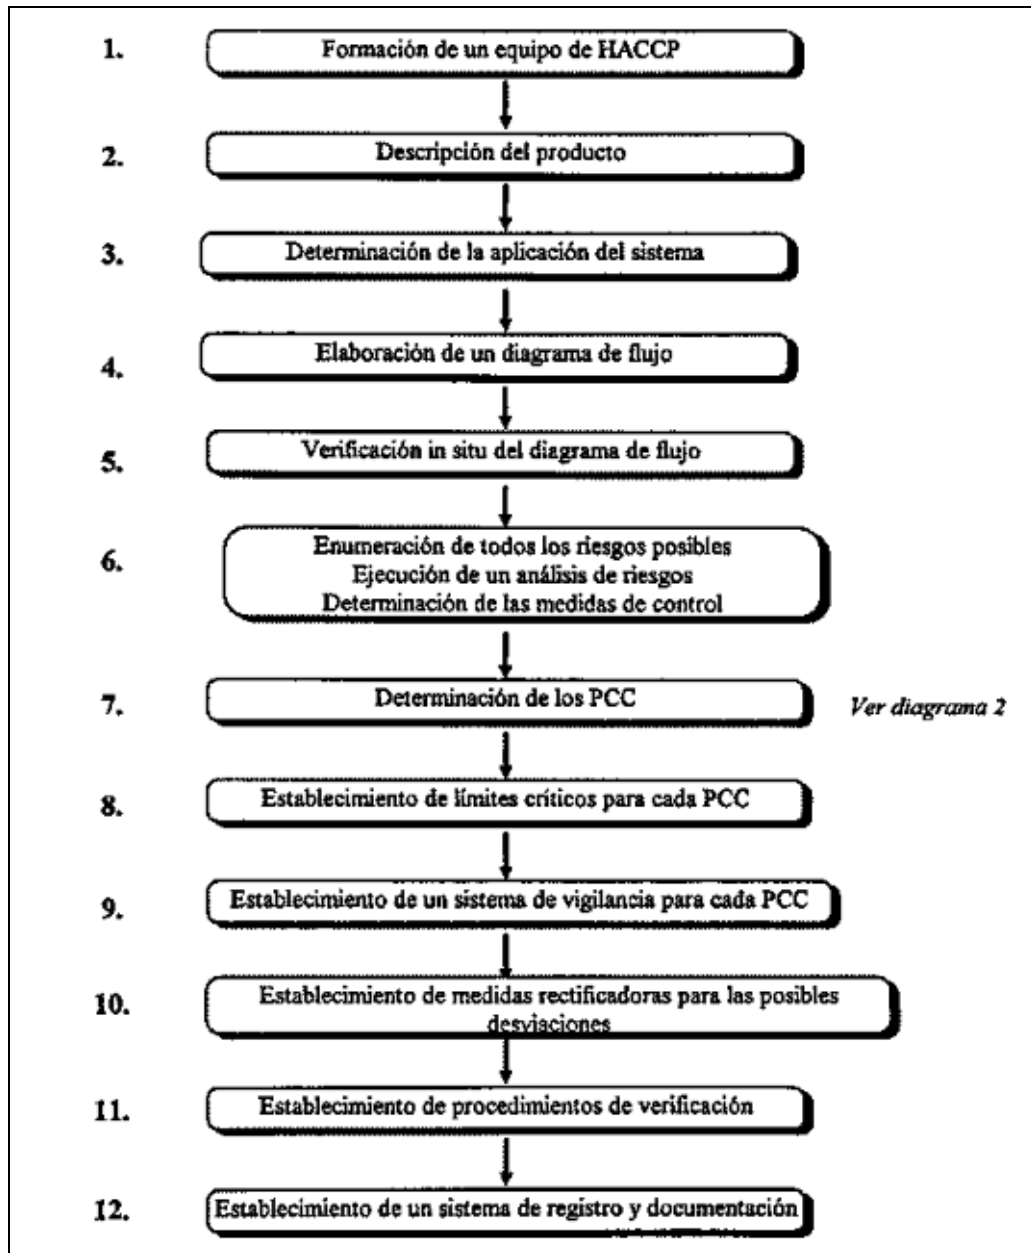 1. Formación de un equipo de HACCP
2. Descripción del producto
3. Determinación de la aplicación del sistema
4. Elaboración de un diagrama de flujo
5. Verificación in situ del diagrama de flujo
6. Enumeración de todos los riesgos posibles
Ejecución de un análisis de riesgos
Determinación de las medidas de control
7. Determinación de los PCC Ver diagrama 2
8. Establecimiento de límites críticos para cada PCC
9. Establecimiento de un sistema de vigilancia para cada PCC
10. Establecimiento de medidas rectificadoras para las posibles
desviaciones
11. Establecimiento de procedimientos de verificación
12. Establecimiento de un sistema de registro y documentación